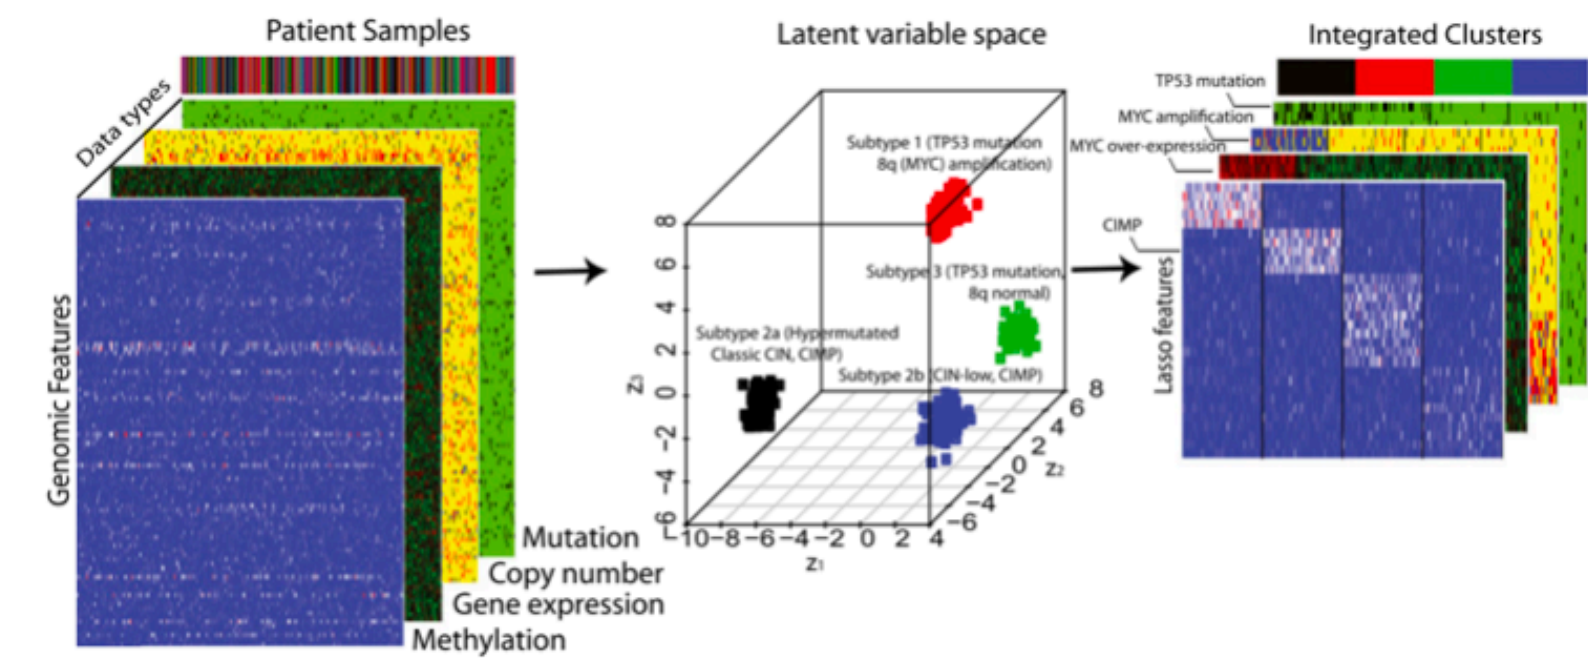 Patient Samples
Data types
Genomic Features
Mutation
Copy number
Gene expression
Methylation
Latent variable space
Subtype 1 (TP53 mutation
8q (MYC) amplification)
Subtype 3 (TP53 mutation,
8q normal)
Subtype 2a (Hypermutated
Classic CIN, CIMP)
Subtype 2b (CIN-low, CIMP)
8
6
4
2
0
-2
-4
-6
z3
-10 -8 -6 -4 -2 0 2 4
z1
8
6
4
2
0
-2
-4
-6
z2
Integrated Clusters
TP53 mutation
MYC amplification
MYC over-expression
CIMP
Lasso features